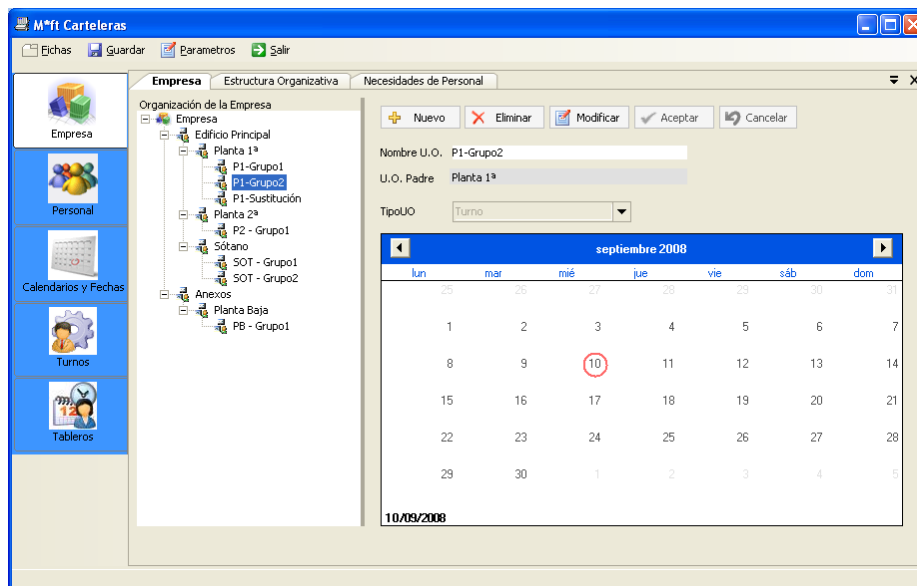 M*ft Carteleras
Fichas Guardar Parametros Salir
Empresa
Personal
Calendarios y Fechas
Turnos
Tableros
Empresa Estructura Organizativa Necesidades de Personal
Organización de la Empresa
Empresa
Edificio Principal
Planta 1ª
P1-Grupo1
P1-Grupo2
P1-Sustitución
Planta 2ª
P2 - Grupo1
Sótano
SOT - Grupo1
SOT - Grupo2
Anexos
Planta Baja
PB - Grupo1
Nuevo Eliminar Modificar Aceptar Cancelar
Nombre U.O. P1-Grupo2
U.O. Padre Planta 1ª
TipoUO Turno
septiembre 2008
lun mar mié jue vie sáb dom
25 26 27 28 29 30 31
1 2 3 4 5 6 7
8 9 10 11 12 13 14
15 16 17 18 19 20 21
22 23 24 25 26 27 28
29 30 1 2 3 4 5
10/09/2008